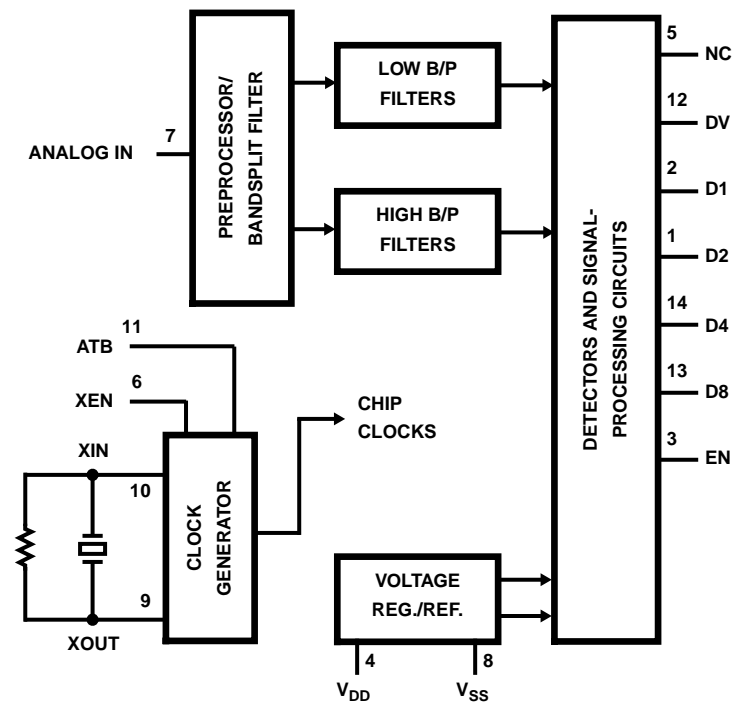 ANALOG IN
7
PREPROCESSOR/
BANDSPLIT FILTER
LOW B/P
FILTERS
HIGH B/P
FILTERS
DETECTORS AND SIGNAL-
PROCESSING CIRCUITS
5
NC
12
DV
2
D1
1
D2
14
D4
13
D8
3
EN
ATB
11
XEN
6
XIN
10
CLOCK
GENERATOR
9
XOUT
CHIP
CLOCKS
VOLTAGE
REG./REF.
4
VDD
8
VSS